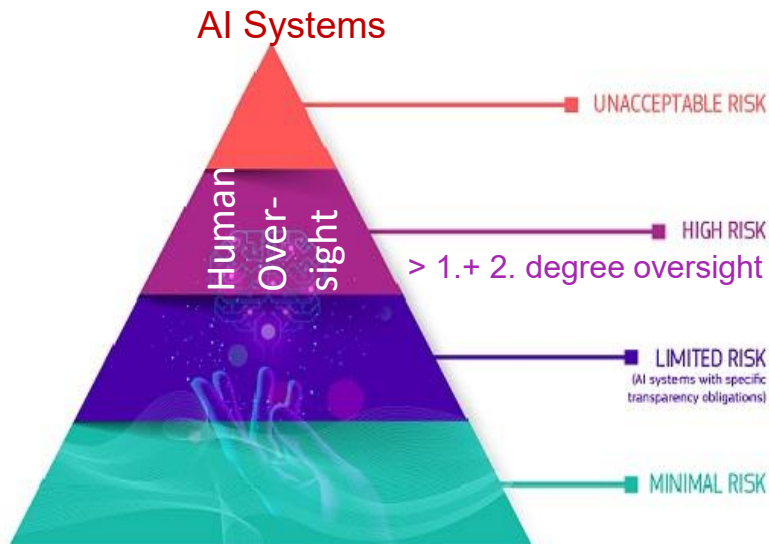 AI Systems
UNACCEPTABLE RISK
Human
Over-
sight
HIGH RISK
> 1.+ 2. degree oversight
LIMITED RISK
(AI systems with specific
transparency obligations)
MINIMAL RISK